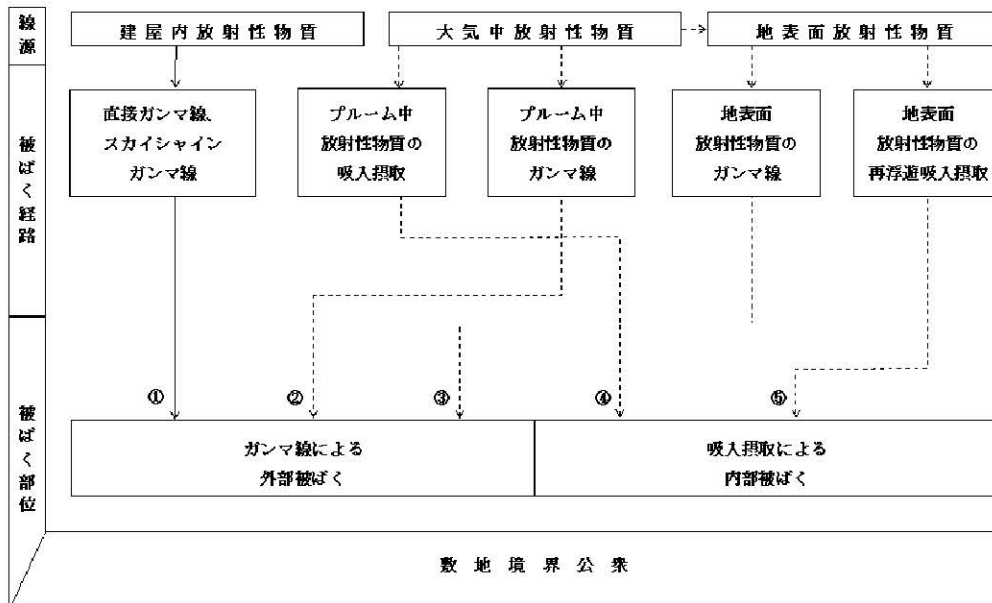 線源
建屋内放射性物質
大気中放射性物質
地表面放射性物質
被ばく経路
直接ガンマ線、
スカイシャイン
ガンマ線
プルーム中
放射性物質の
吸入摂取
プルーム中
放射性物質の
ガンマ線
地表面
放射性物質の
ガンマ線
地表面
放射性物質の
再浮遊吸入摂取
被ばく部位
①
②
③
④
⑤
ガンマ線による
外部被ばく
吸入摂取による
内部被ばく
敷地境界公衆